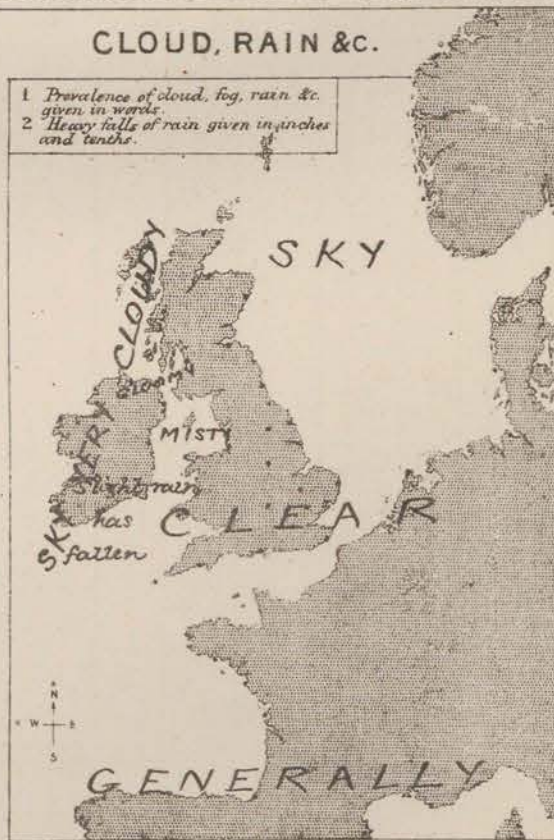 CLOUD, RAIN &c.
1 Prevalence of cloud, fog, rain &c.
given in words.
2 Heavy falls of rain given in inches
and tenths.
SKY
SKY VERY CLOUDY
Gloomy
MISTY
Slight rain
has
fallen
CLEAR
N
W E
S
GENERALLY